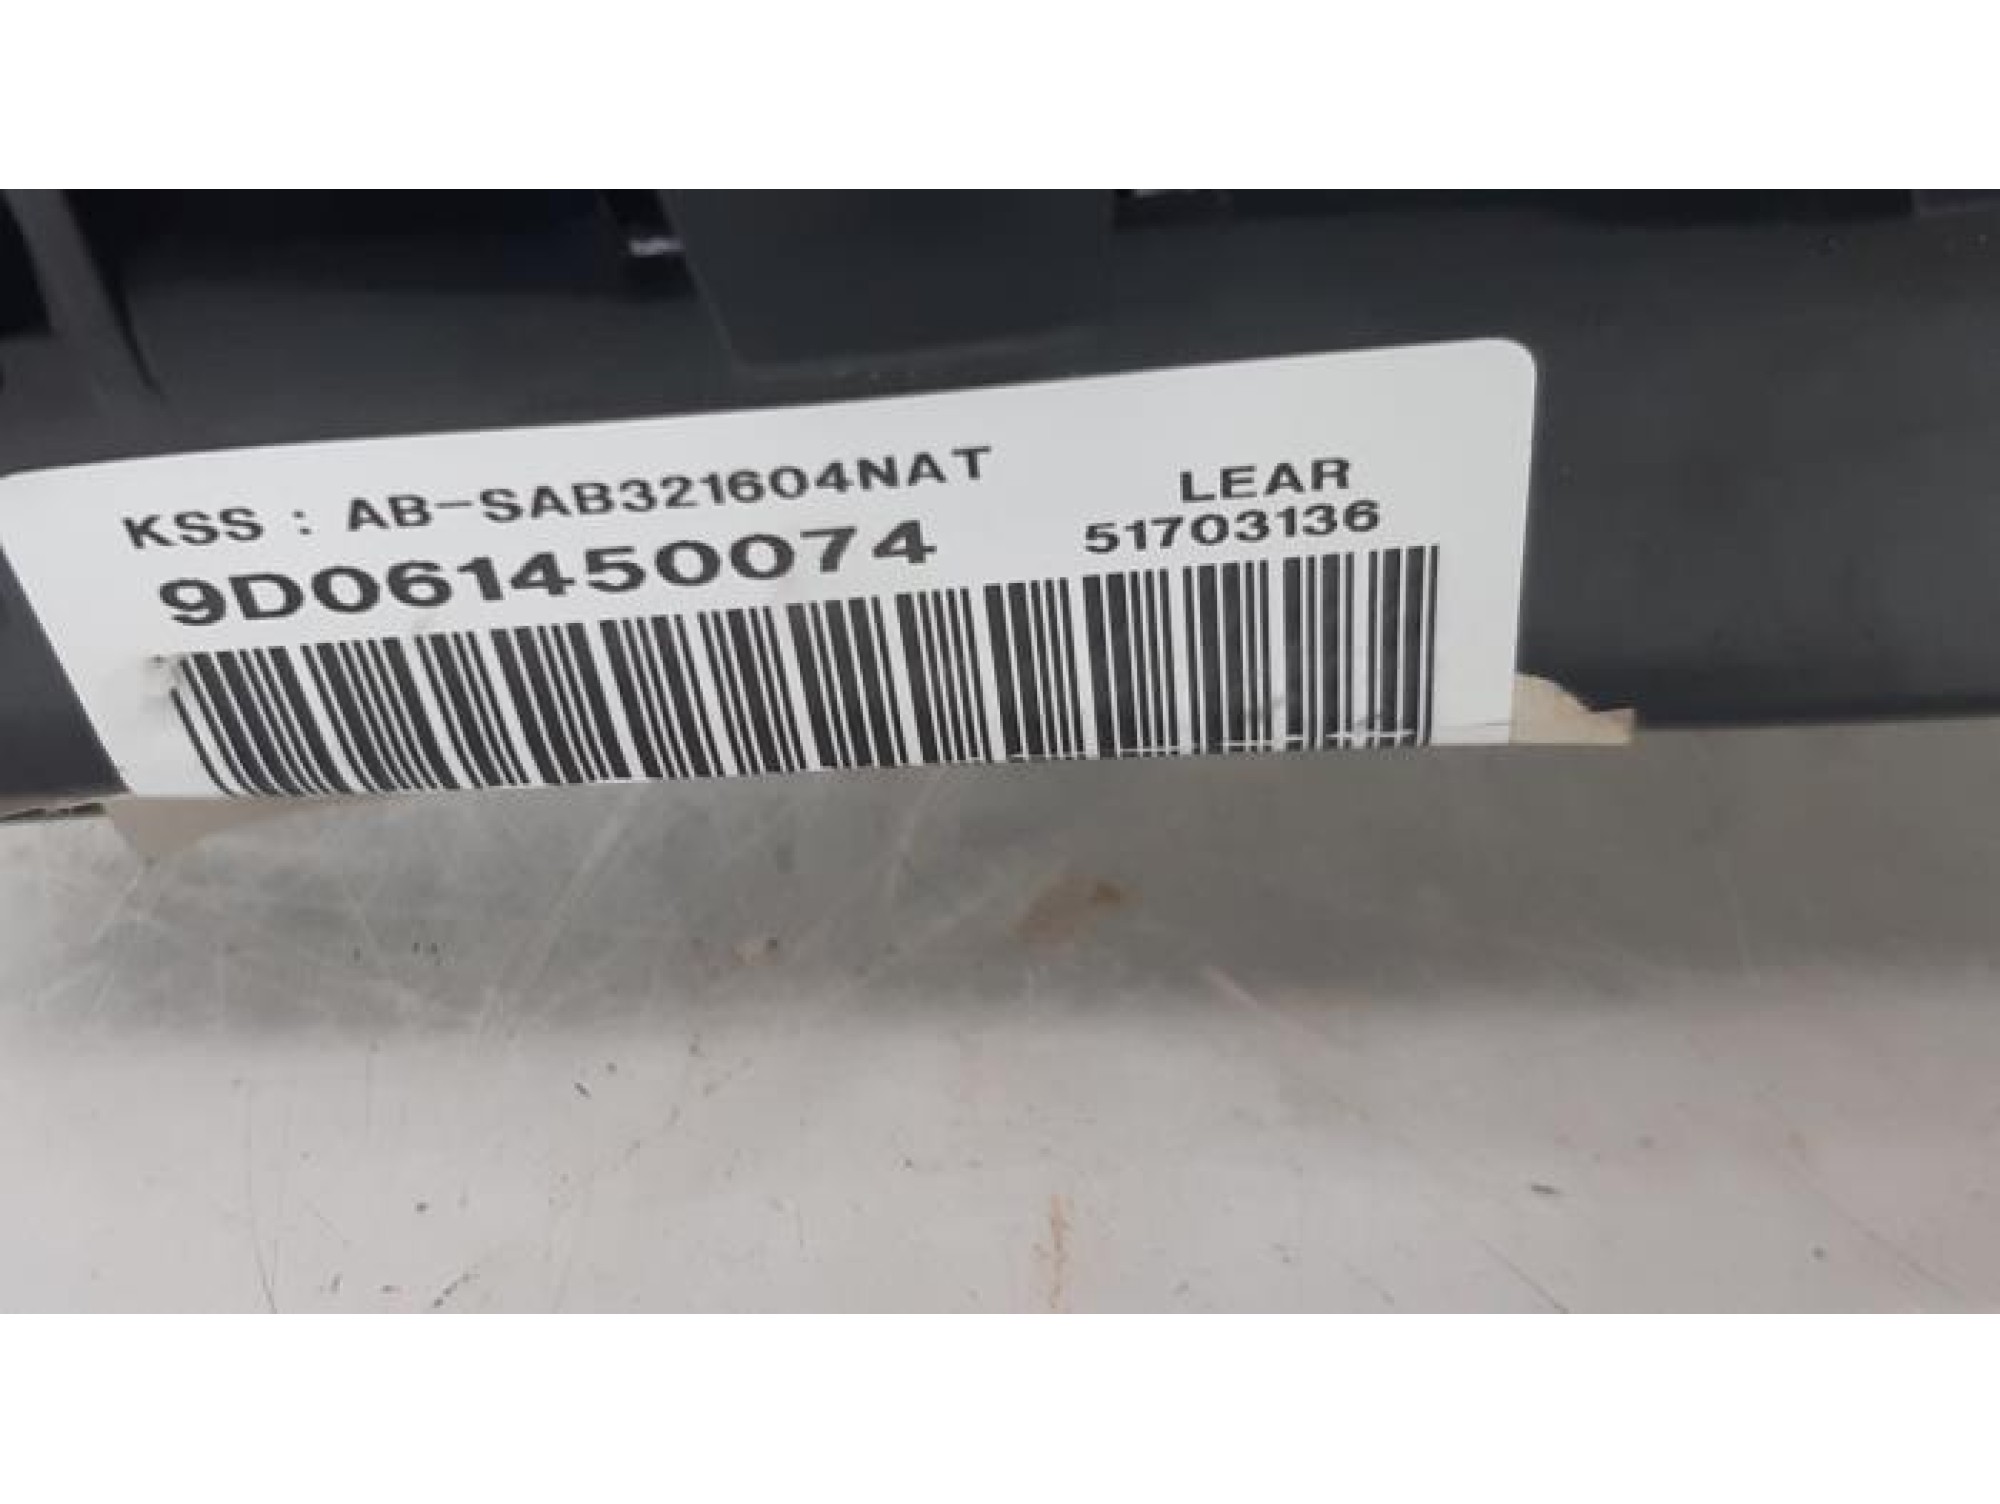 KSS : AB-SAB321604NAT
LEAR
9D061450074
51703136